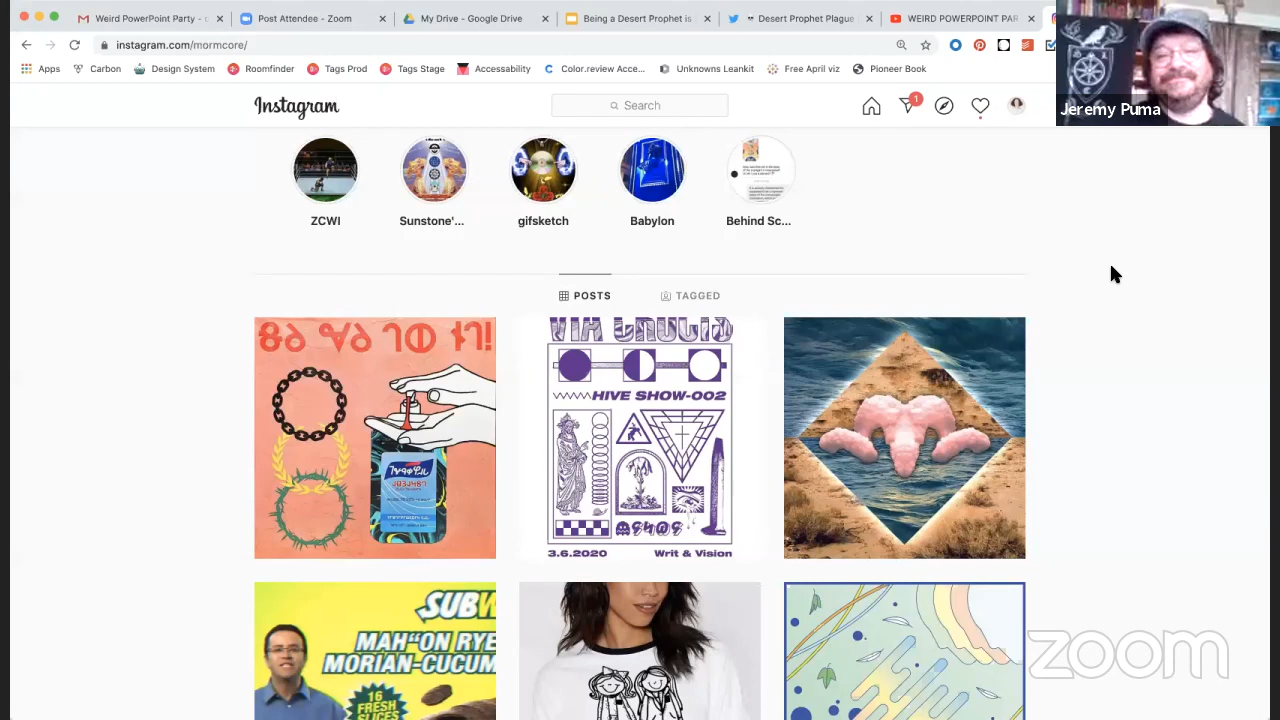 Weird PowerPoint Party -
Post Attendee - Zoom
My Drive - Google Drive
Being a Desert Prophet is
Desert Prophet Plague
WEIRD POWERPOINT PAR
instagram.com/mormcore/
Apps
Carbon
Design System
Roomfinder
Tags Prod
Tags Stage
Accessability
Color.review Acce...
Unknowns Leankit
Free April viz
Pioneer Book
Jeremy Puma
Instagram
Search
1
ZCWI
Sunstone'...
gifsketch
Babylon
Behind Sc...
POSTS
TAGGED
HIVE SHOW-002
3.6.2020
Writ & Vision
SUBW
MAH“ON RYE
MORIAN-CUCUM
16
FRESH
SLICES
zoom